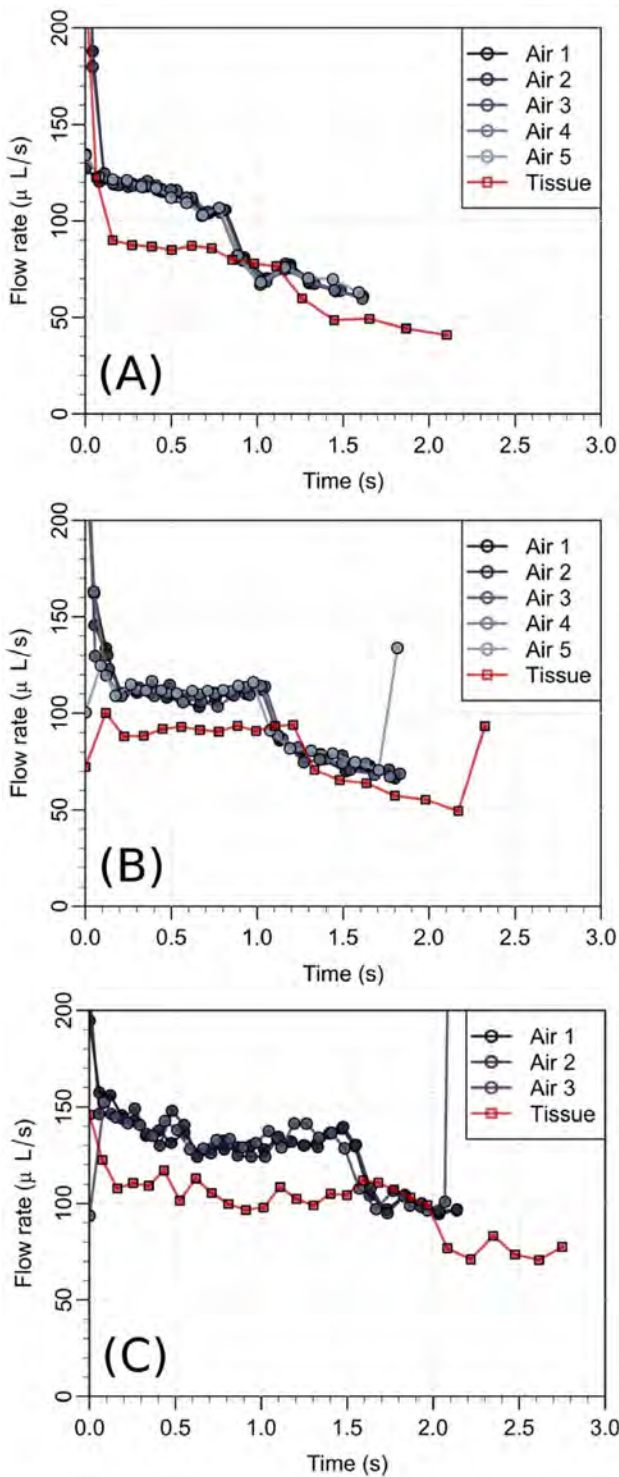 200
150
100
50
0
Flow rate (μ L/s)
Air 1
Air 2
Air 3
Air 4
Air 5
Tissue
(A)
0.0 0.5 1.0 1.5 2.0 2.5 3.0
Time (s)
200
150
100
50
0
Flow rate (μ L/s)
Air 1
Air 2
Air 3
Air 4
Air 5
Tissue
(B)
0.0 0.5 1.0 1.5 2.0 2.5 3.0
Time (s)
200
150
100
50
0
Flow rate (μ L/s)
Air 1
Air 2
Air 3
Tissue
(C)
0.0 0.5 1.0 1.5 2.0 2.5 3.0
Time (s)